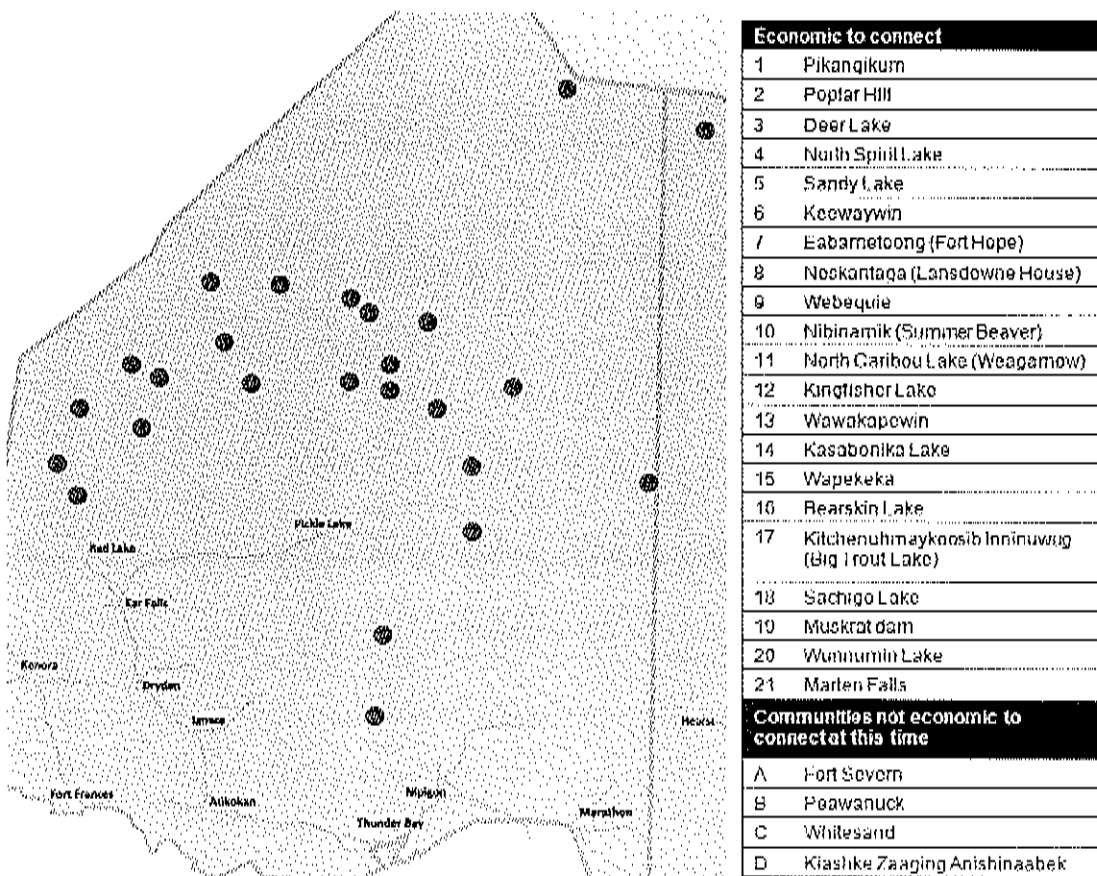 Pickle Lake
Red Lake
Ear Falls
Kenora
Dryden
Ignace
Hearst
Fort Frances
Atikokan
Nipigon
Thunder Bay
Marathon
Economic to connect
1 Pikangikum
2 Poplar Hill
3 Deer Lake
4 North Spirit Lake
5 Sandy Lake
6 Keewaywin
7 Eabametoong (Fort Hope)
8 Neskantaga (Lansdowne House)
9 Webequie
10 Nibinamik (Summer Beaver)
11 North Caribou Lake (Weagamow)
12 Kingfisher Lake
13 Wawakapewin
14 Kasabonika Lake
15 Wapekeka
16 Bearskin Lake
17 Kitchenuhmaykoosib Inninuwug
(Big Trout Lake)
18 Sachigo Lake
19 Muskrat dam
20 Wunnumin Lake
21 Marten Falls
Communities not economic to
connect at this time
A Fort Severn
B Peawanuck
C Whitesand
D Kiashke Zaaging Anishinaabek